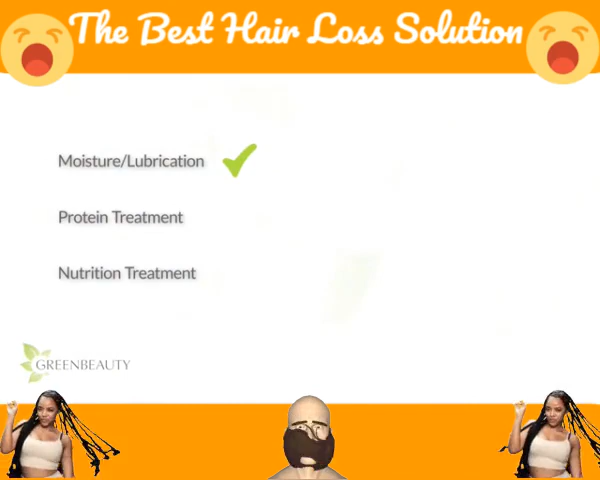 The Best Hair Loss Solution
Moisture/Lubrication
Protein Treatment
Nutrition Treatment
GREENBEAUTY